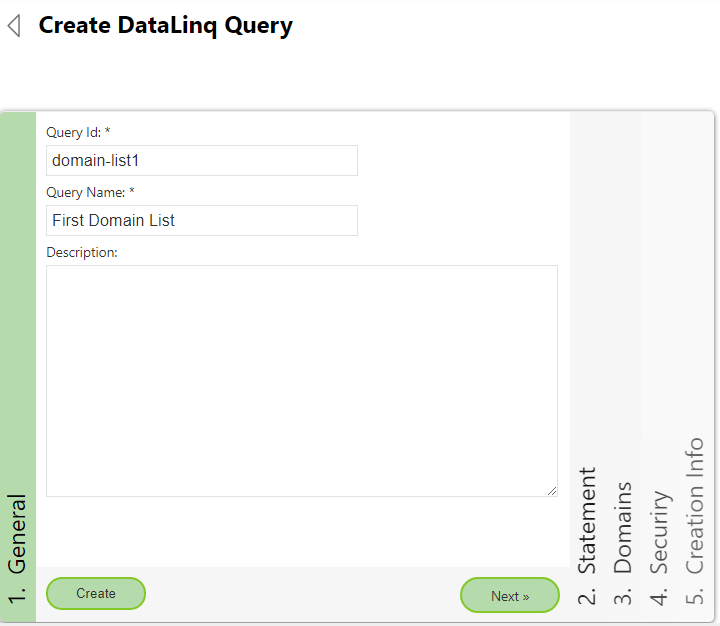 Create DataLinq Query
1. General
Query Id: *
domain-list1
Query Name: *
First Domain List
Description:
Create
Next »
2. Statement
3. Domains
4. Securiry
5. Creation Info